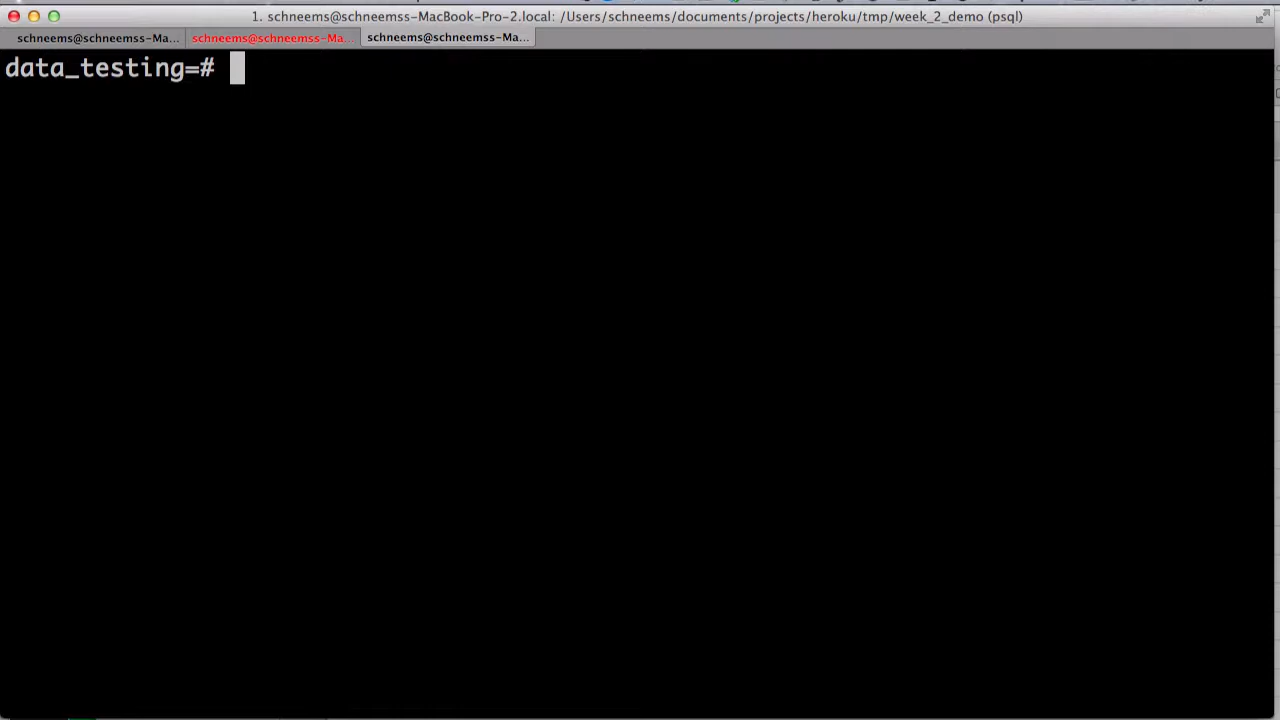 1. schneems@schneemss-MacBook-Pro-2.local: /Users/schneems/documents/projects/heroku/tmp/week_2_demo (psql)
schneems@schneemss-Ma... schneems@schneemss-Ma... schneems@schneemss-Ma...
data_testing=#